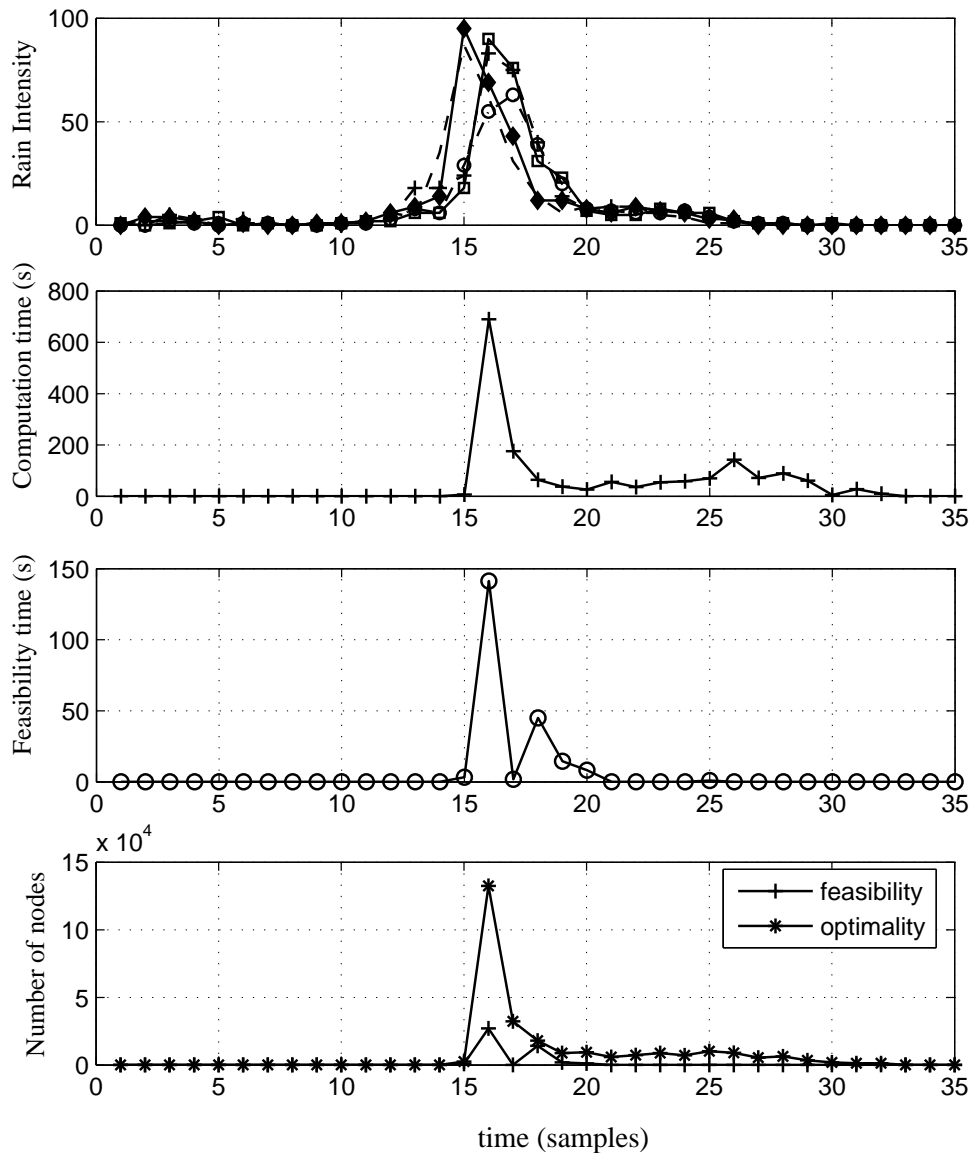 100
50
0
Rain Intensity
0 5 10 15 20 25 30 35
800
600
400
200
0
Computation time (s)
0 5 10 15 20 25 30 35
150
100
50
0
Feasibility time (s)
0 5 10 15 20 25 30 35
x 10^4
15
10
5
0
Number of nodes
feasibility
optimality
0 5 10 15 20 25 30 35
time (samples)